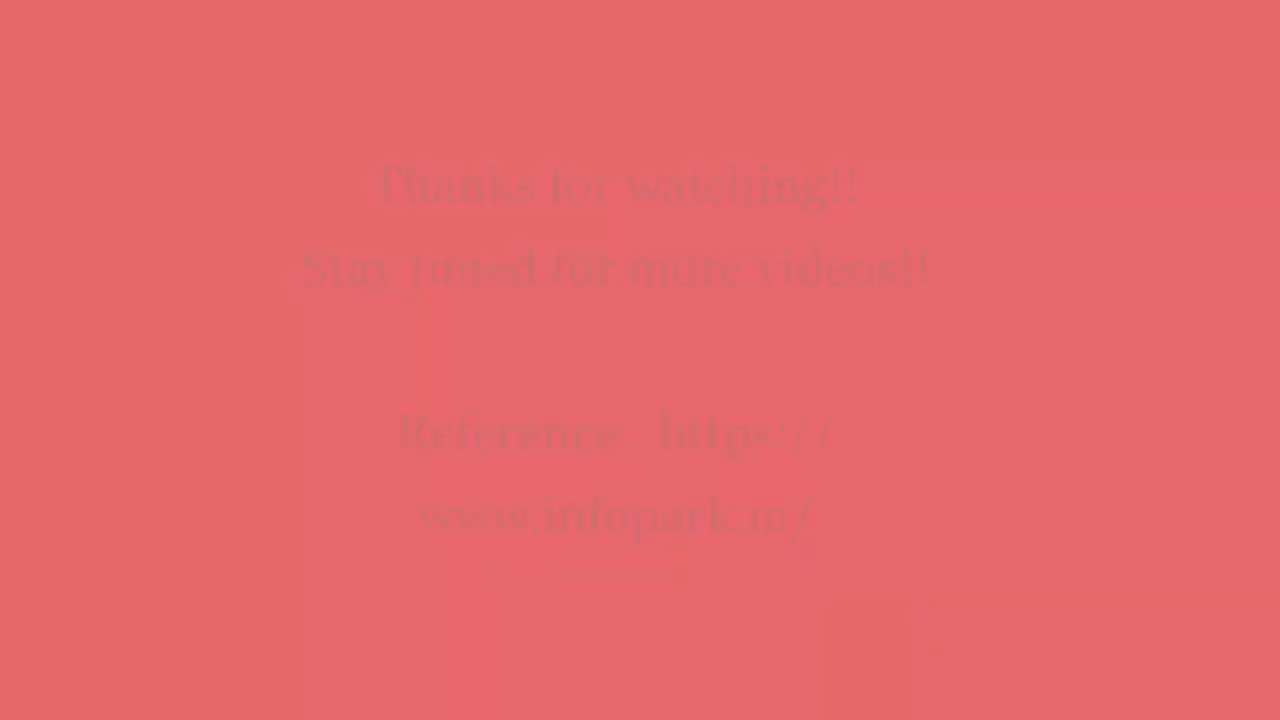 Thanks for watching!!
Stay tuned for more videos!!
Reference: https://
www.infopark.in/